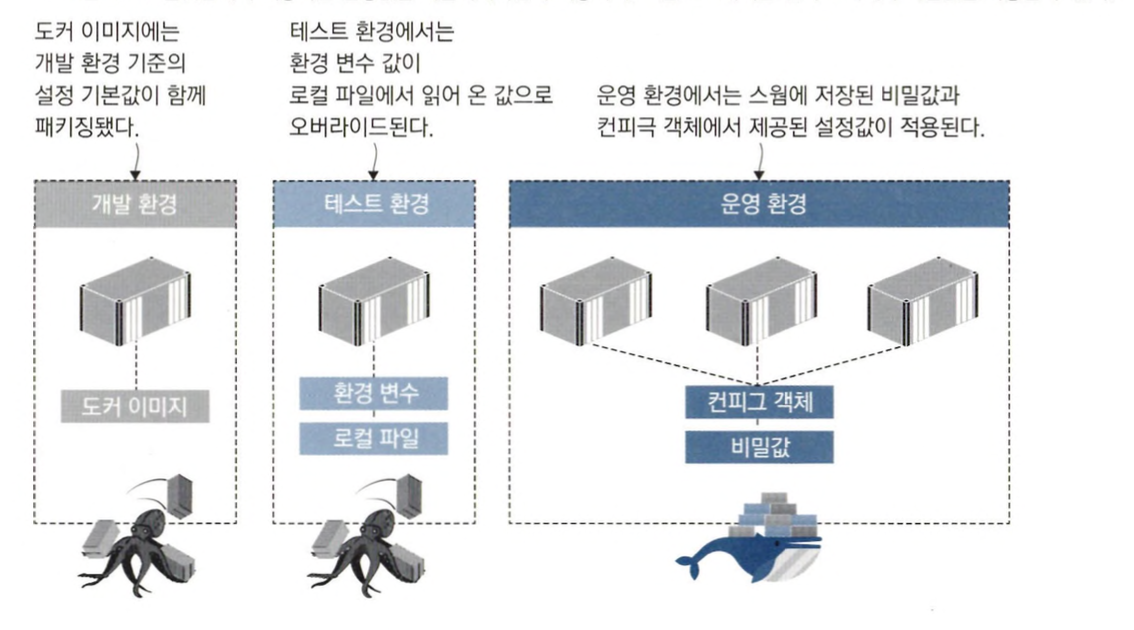 도커 이미지에는
개발 환경 기준의
설정 기본값이 함께
패키징됐다.
테스트 환경에서는
환경 변수 값이
로컬 파일에서 읽어 온 값으로
오버라이드된다.
운영 환경에서는 스웜에 저장된 비밀값과
컨피극 객체에서 제공된 설정값이 적용된다.
개발 환경
테스트 환경
운영 환경
도커 이미지
환경 변수
로컬 파일
컨피그 객체
비밀값